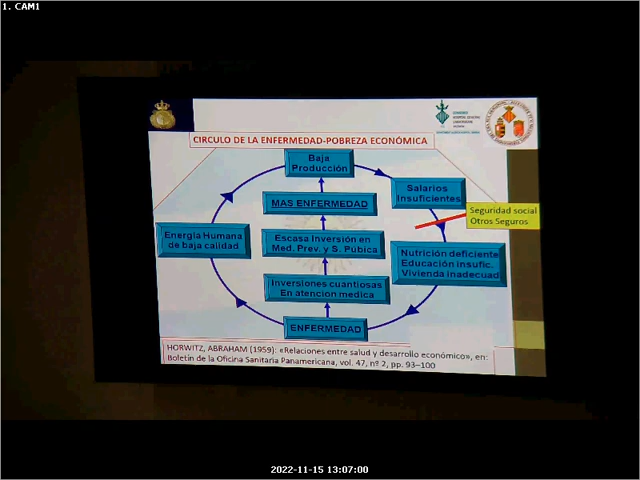 1. CAM1
CIRCULO DE LA ENFERMEDAD-POBREZA ECONÓMICA
Baja
Producción
Salarios
Insuficientes
MAS ENFERMEDAD
Seguridad social
Otros Seguros
Energía Humana
de baja calidad
Escasa Inversión en
Med. Prev. y S. Púbica
Nutrición deficiente
Educación insufic.
Vivienda inadecuad
Inversiones cuantiosas
En atencion medica
ENFERMEDAD
HORWITZ, ABRAHAM (1959): «Relaciones entre salud y desarrollo económico», en:
Boletín de la Oficina Sanitaria Panamericana, vol. 47, nº 2, pp. 93–100
2022-11-15 13:07:00